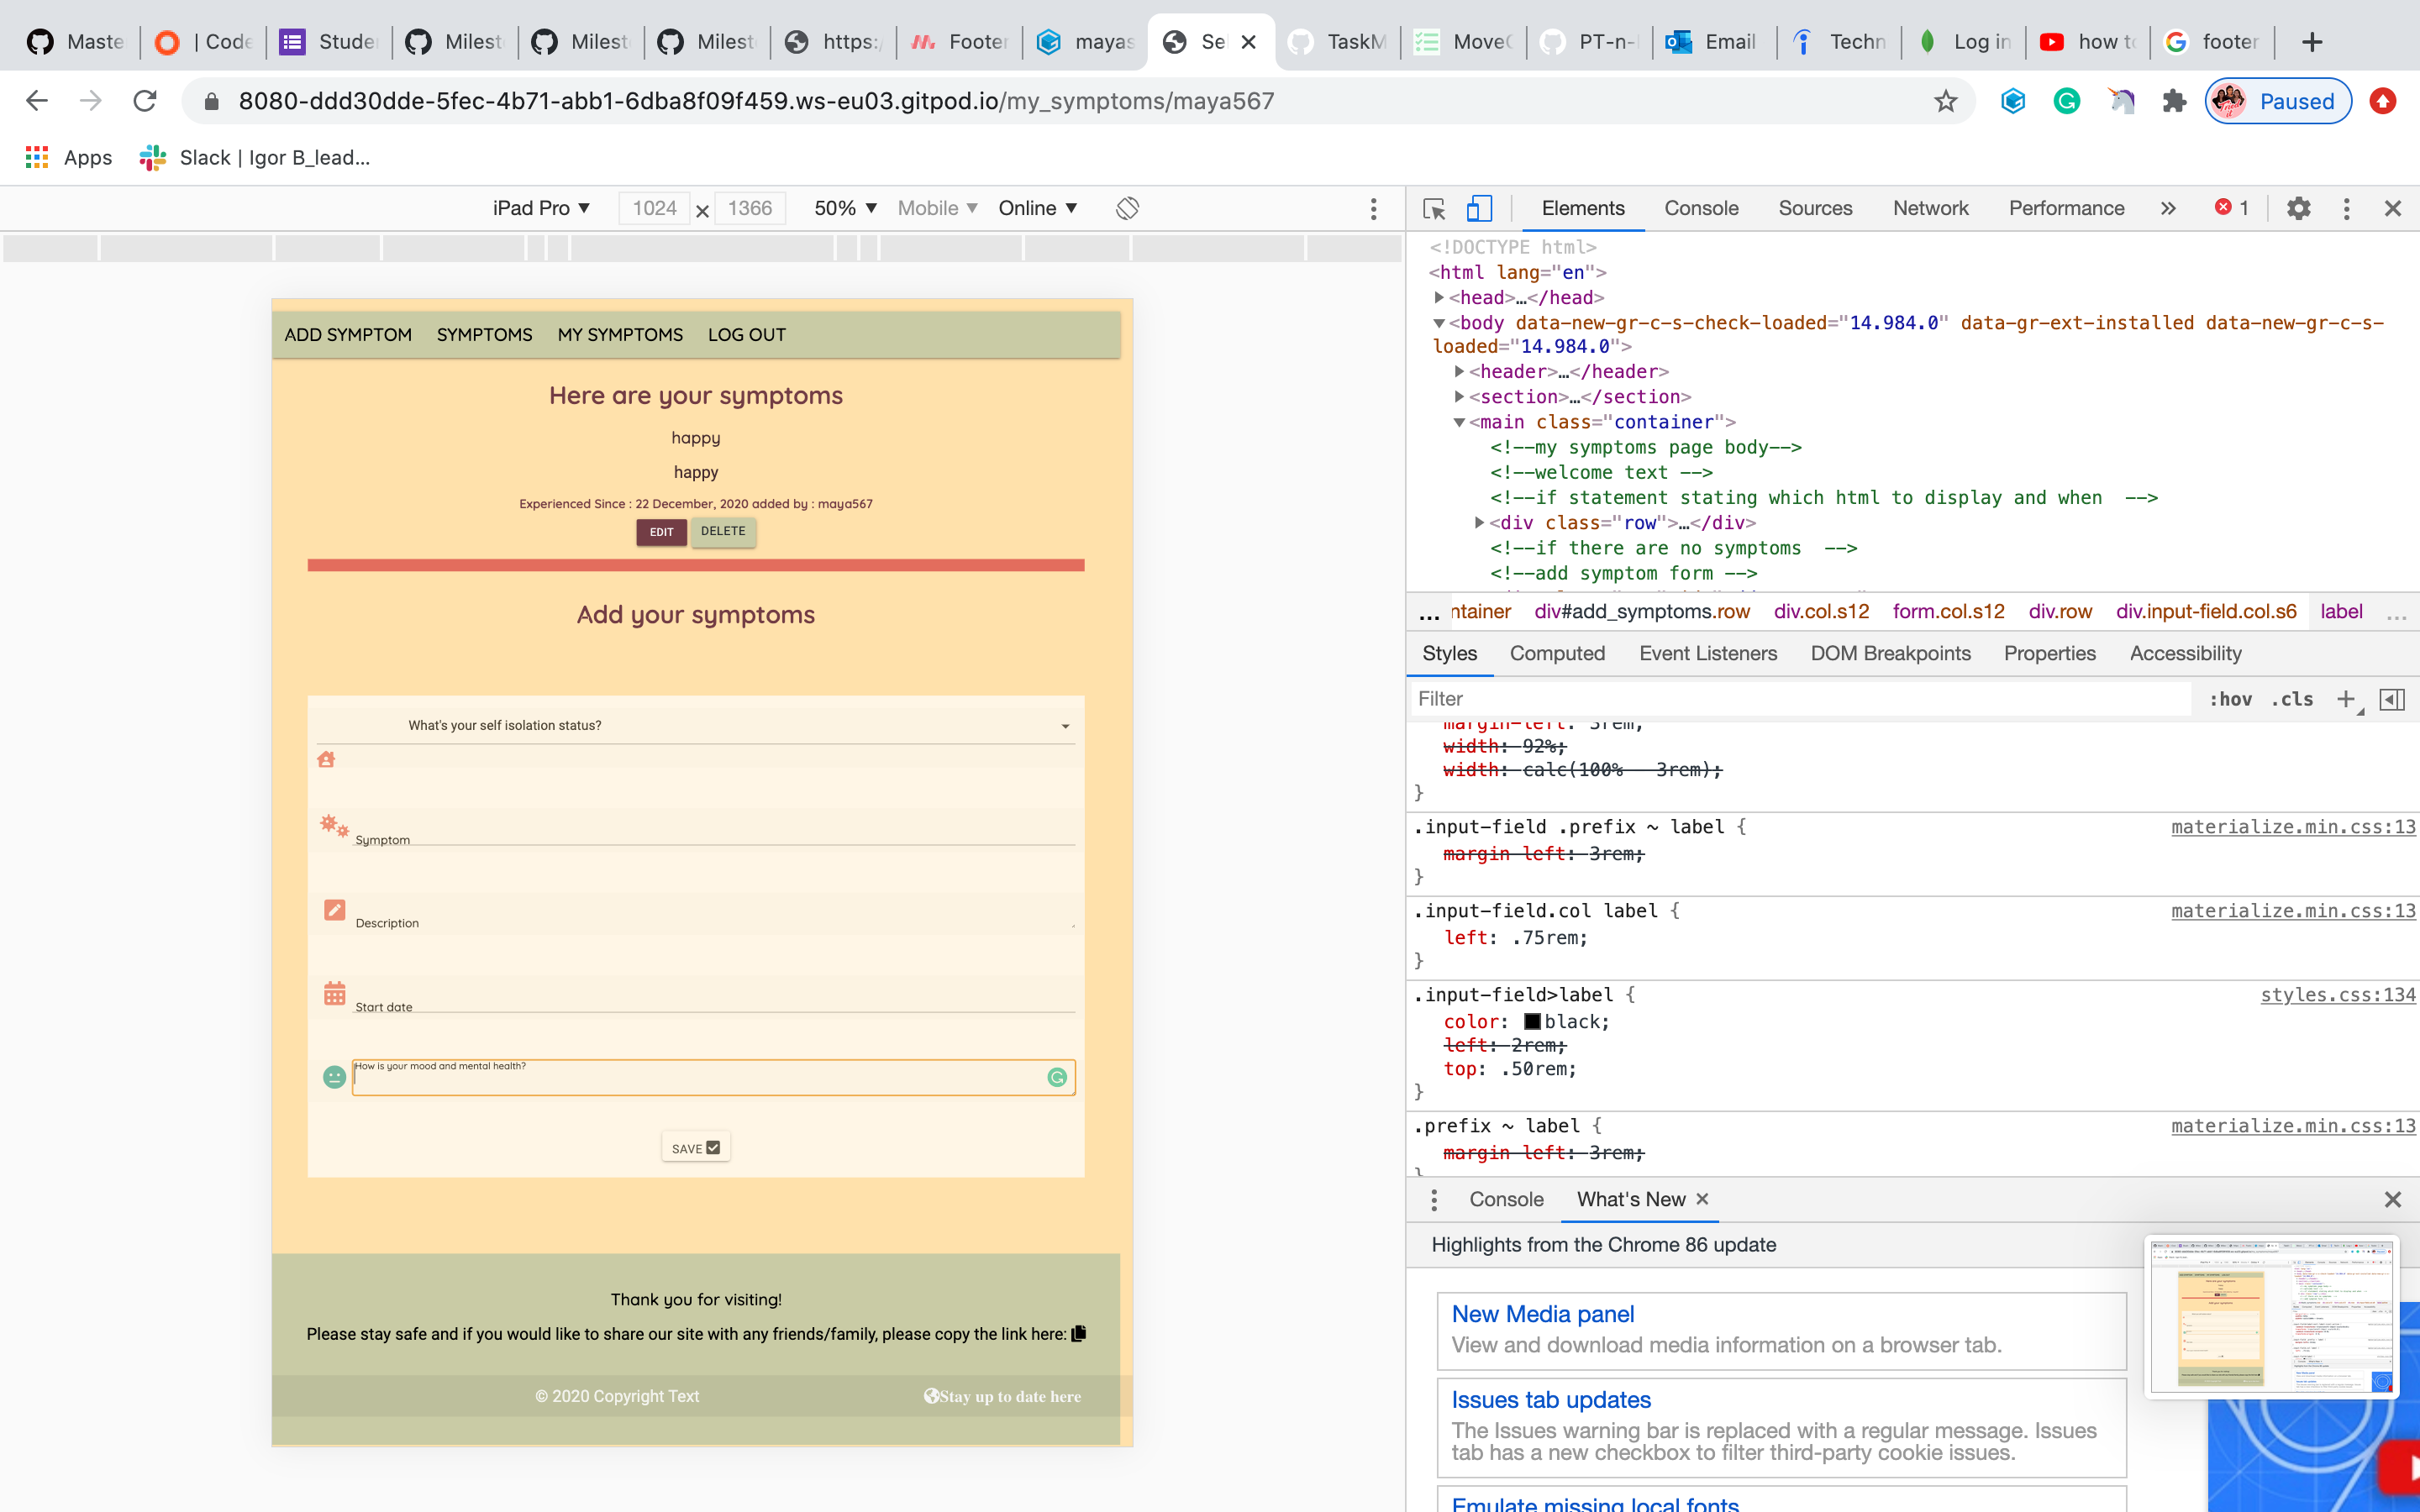 Maste | Code Stude Milest Milest Milest https:/ Footer mayas Se TaskM MoveC PT-n- Email Techn Log in how to footer
8080-ddd30dde-5fec-4b71-abb1-6dba8f09f459.ws-eu03.gitpod.io/my_symptoms/maya567 Paused
Apps Slack | Igor B_lead...
iPad Pro ▼ 1024 × 1366 50% ▼ Mobile ▼ Online ▼
Elements Console Sources Network Performance » 1
<!DOCTYPE html>
<html lang="en">
<head>…</head>
<body data-new-gr-c-s-check-loaded="14.984.0" data-gr-ext-installed data-new-gr-c-s-
loaded="14.984.0">
<header>…</header>
<section>…</section>
<main class="container">
<!--my symptoms page body-->
<!--welcome text -->
<!--if statement stating which html to display and when -->
<div class="row">…</div>
<!--if there are no symptoms -->
<!--add symptom form -->
... ntainer div#add_symptoms.row div.col.s12 form.col.s12 div.row div.input-field.col.s6 label ...
Styles Computed Event Listeners DOM Breakpoints Properties Accessibility
Filter :hov .cls
margin-left: 3rem;
width: 92%;
width: calc(100% - 3rem);
}
.input-field .prefix ~ label { materialize.min.css:13
margin-left: 3rem;
}
.input-field.col label { materialize.min.css:13
left: .75rem;
}
.input-field>label { styles.css:134
color: black;
left: 2rem;
top: .50rem;
}
.prefix ~ label { materialize.min.css:13
margin-left: 3rem;
}
Console What's New ×
Highlights from the Chrome 86 update
New Media panel
View and download media information on a browser tab.
Issues tab updates
The Issues warning bar is replaced with a regular message. Issues
tab has a new checkbox to filter third-party cookie issues.
Emulate missing local fonts
ADD SYMPTOM SYMPTOMS MY SYMPTOMS LOG OUT
Here are your symptoms
happy
happy
Experienced Since : 22 December, 2020 added by : maya567
EDIT DELETE
Add your symptoms
What's your self isolation status?
Symptom
Description
Start date
How is your mood and mental health?
SAVE
Thank you for visiting!
Please stay safe and if you would like to share our site with any friends/family, please copy the link here:
© 2020 Copyright Text Stay up to date here